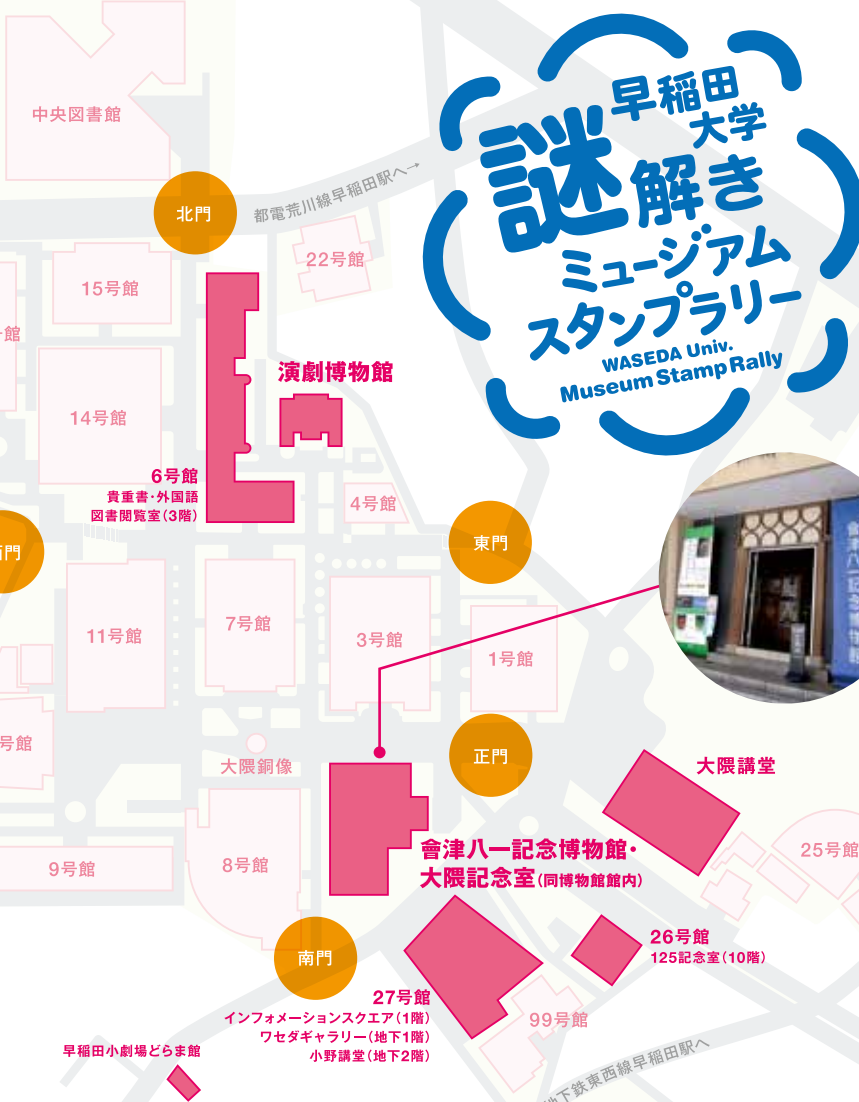 早稲田
大学
謎解き
ミュージアム
スタンプラリー
WASEDA Univ.
Museum Stamp Rally
中央図書館
北門
都電荒川線早稲田駅へ→
22号館
15号館
号館
演劇博物館
14号館
6号館
貴重書・外国語
図書閲覧室（3階）
4号館
東門
西門
會津八一記念博物館
11号館
7号館
3号館
1号館
号館
大隈銅像
正門
大隈講堂
9号館
8号館
會津八一記念博物館・
大隈記念室（同博物館館内）
25号館
南門
26号館
125記念室（10階）
27号館
インフォメーションスクエア（1階）
ワセダギャラリー（地下1階）
小野講堂（地下2階）
99号館
早稲田小劇場どらま館
地下鉄東西線早稲田駅へ